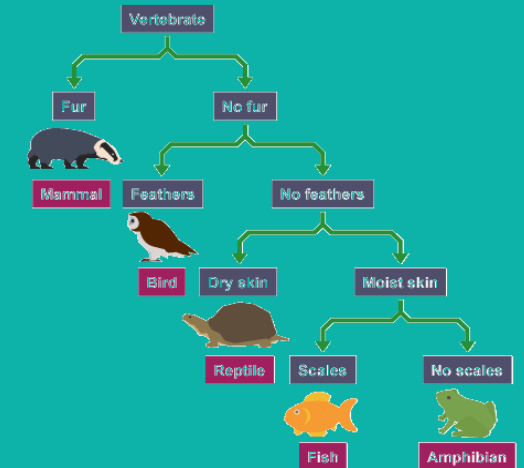 Vertebrate
Fur
No fur
Mammal
Feathers
No feathers
Bird
Dry skin
Moist skin
Reptile
Scales
No scales
Fish
Amphibian